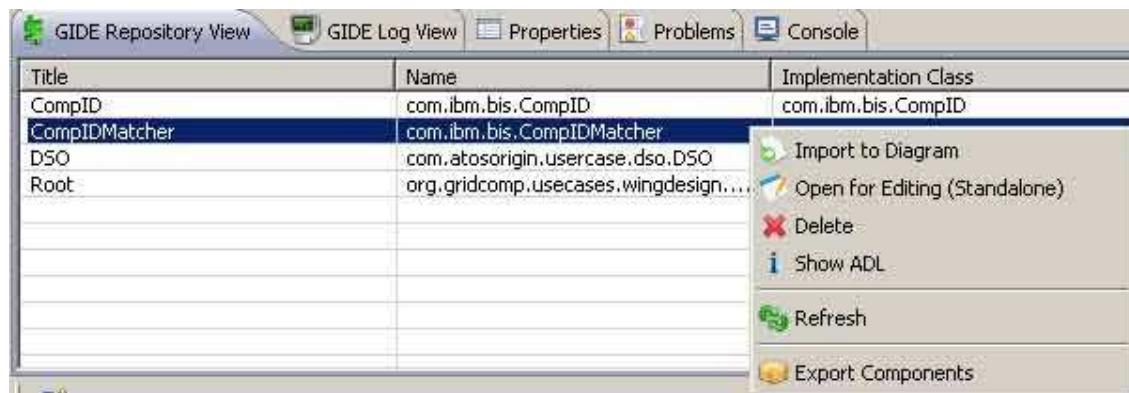 GIDE Repository View GIDE Log View Properties Problems Console
Title Name Implementation Class
CompID com.ibm.bis.CompID com.ibm.bis.CompID
CompIDMatcher com.ibm.bis.CompIDMatcher
DSO com.atosorigin.usercase.dso.DSO
Root org.gridcomp.usecases.wingdesign....
Import to Diagram
Open for Editing (Standalone)
Delete
Show ADL
Refresh
Export Components